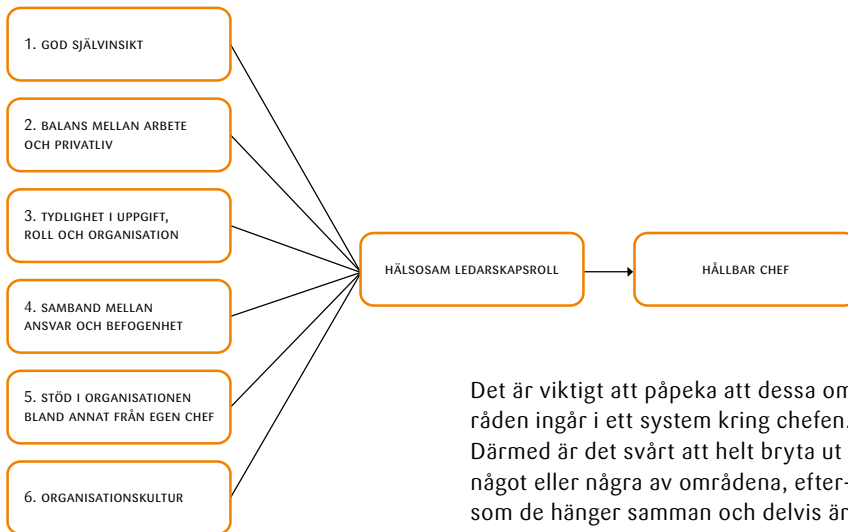 1. GOD SJÄLVINSIKT
2. BALANS MELLAN ARBETE
OCH PRIVATLIV
3. TYDLIGHET I UPPGIFT,
ROLL OCH ORGANISATION
4. SAMBAND MELLAN
ANSVAR OCH BEFOGENHET
5. STÖD I ORGANISATIONEN
BLAND ANNAT FRÅN EGEN CHEF
6. ORGANISATIONSKULTUR
HÄLSOSAM LEDARSKAPSROLL
HÅLLBAR CHEF
Det är viktigt att påpeka att dessa om
råden ingår i ett system kring chefen.
Därmed är det svårt att helt bryta ut
något eller några av områdena, efter-
som de hänger samman och delvis är